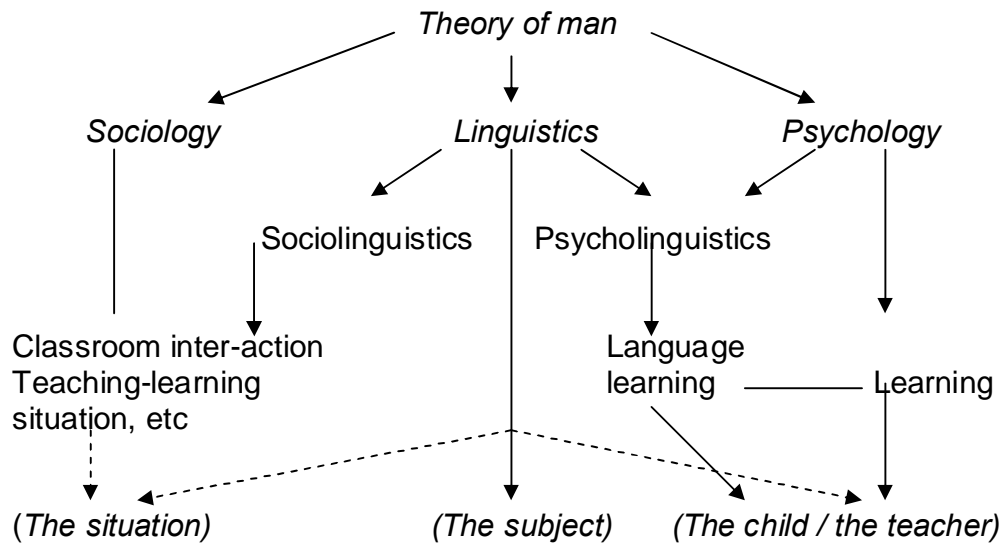 Theory of man
Sociology
Linguistics
Psychology
Sociolinguistics
Psycholinguistics
Classroom inter-action
Teaching-learning
situation, etc
Language
learning
Learning
(The situation)
(The subject)
(The child / the teacher)